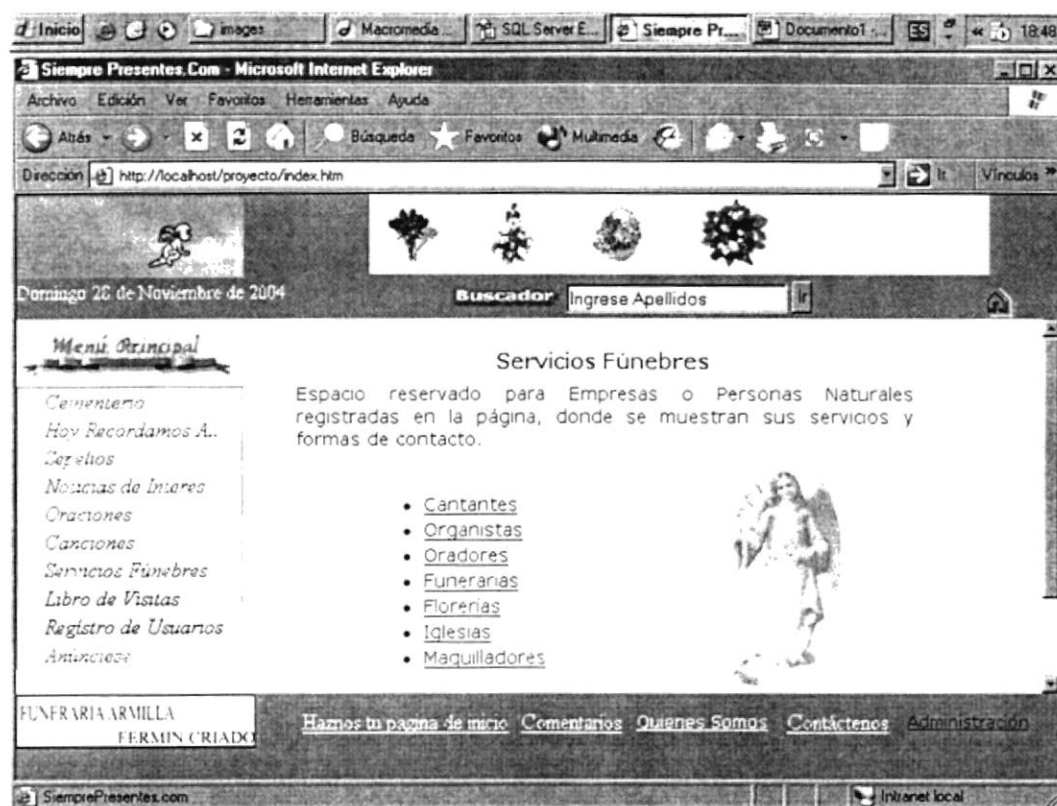 Inicio images Macromedia ... SQL Server E... Siempre Pr... Documento1 -... ES « 18:48
Siempre Presentes.Com - Microsoft Internet Explorer
Archivo Edición Ver Favoritos Herramientas Ayuda
Atrás Búsqueda Favoritos Multimedia
Dirección http://localhost/proyecto/index.htm Ir Vínculos »
Domingo 28 de Noviembre de 2004 Buscador Ingrese Apellidos Ir
Menú Principal
Cementerio
Hoy Recordamos A..
Sepelios
Noticias de Interes
Oraciones
Canciones
Servicios Fúnebres
Libro de Visitas
Registro de Usuarios
Anúnciese
Servicios Fúnebres
Espacio reservado para Empresas o Personas Naturales
registradas en la página, donde se muestran sus servicios y
formas de contacto.
• Cantantes
• Organistas
• Oradores
• Funerarias
• Florerías
• Iglesias
• Maquilladores
FUNERARIA ARMILLA
FERMIN CRIADO
Haznos tu pagina de inicio Comentarios Quienes Somos Contáctenos Administración
SiemprePresentes.com Intranet local